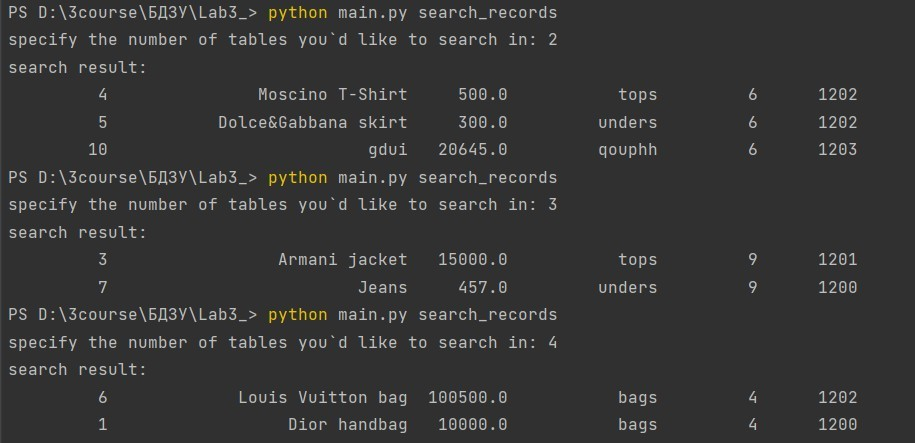 PS D:\3course\БДЗУ\Lab3_> python main.py search_records
specify the number of tables you`d like to search in: 2
search result:
4 Moscino T-Shirt 500.0 tops 6 1202
5 Dolce&Gabbana skirt 300.0 unders 6 1202
10 gdui 20645.0 qouphh 6 1203
PS D:\3course\БДЗУ\Lab3_> python main.py search_records
specify the number of tables you`d like to search in: 3
search result:
3 Armani jacket 15000.0 tops 9 1201
7 Jeans 457.0 unders 9 1200
PS D:\3course\БДЗУ\Lab3_> python main.py search_records
specify the number of tables you`d like to search in: 4
search result:
6 Louis Vuitton bag 100500.0 bags 4 1202
1 Dior handbag 10000.0 bags 4 1200